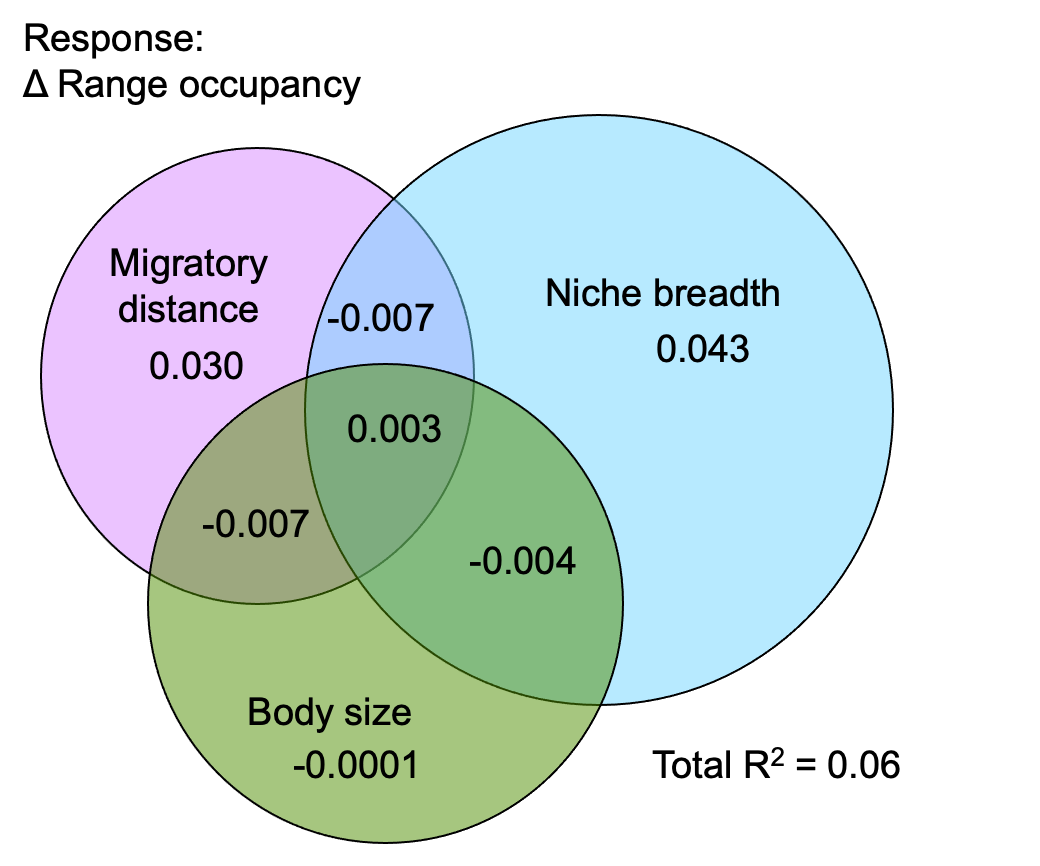 Response:
Δ Range occupancy
Migratory
distance
0.030
-0.007
Niche breadth
0.043
0.003
-0.007
-0.004
Body size
-0.0001
Total R² = 0.06